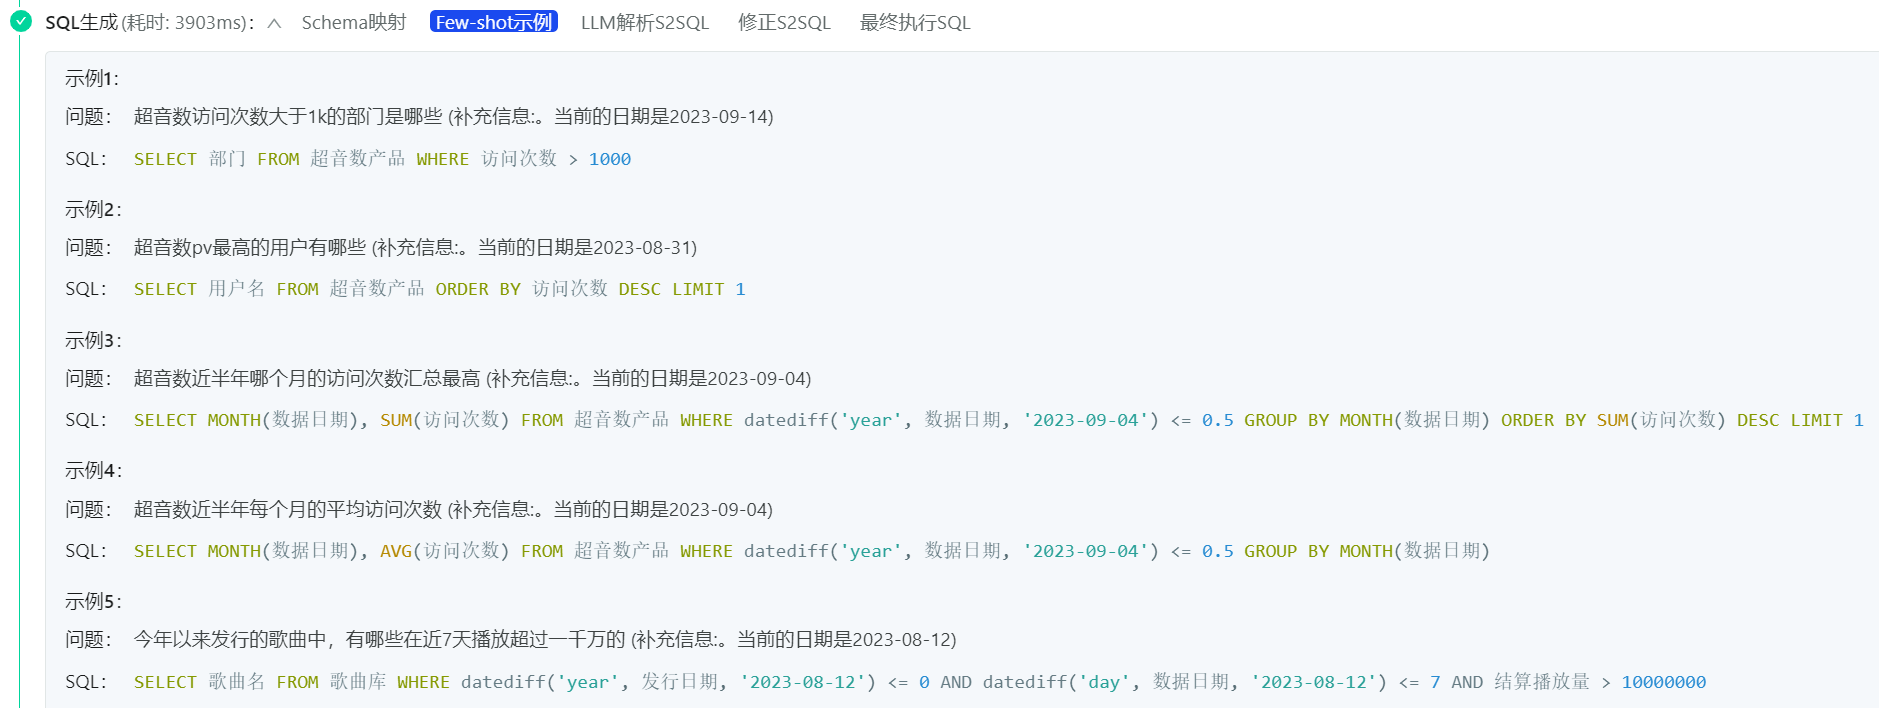 SQL生成(耗时: 3903ms)： Schema映射 Few-shot示例 LLM解析S2SQL 修正S2SQL 最终执行SQL
示例1：
问题： 超音数访问次数大于1k的部门是哪些 (补充信息:。当前的日期是2023-09-14)
SQL： SELECT 部门 FROM 超音数产品 WHERE 访问次数 > 1000
示例2：
问题： 超音数pv最高的用户有哪些 (补充信息:。当前的日期是2023-08-31)
SQL： SELECT 用户名 FROM 超音数产品 ORDER BY 访问次数 DESC LIMIT 1
示例3：
问题： 超音数近半年哪个月的访问次数汇总最高 (补充信息:。当前的日期是2023-09-04)
SQL： SELECT MONTH(数据日期), SUM(访问次数) FROM 超音数产品 WHERE datediff('year', 数据日期, '2023-09-04') <= 0.5 GROUP BY MONTH(数据日期) ORDER BY SUM(访问次数) DESC LIMIT 1
示例4：
问题： 超音数近半年每个月的平均访问次数 (补充信息:。当前的日期是2023-09-04)
SQL： SELECT MONTH(数据日期), AVG(访问次数) FROM 超音数产品 WHERE datediff('year', 数据日期, '2023-09-04') <= 0.5 GROUP BY MONTH(数据日期)
示例5：
问题： 今年以来发行的歌曲中，有哪些在近7天播放超过一千万的 (补充信息:。当前的日期是2023-08-12)
SQL： SELECT 歌曲名 FROM 歌曲库 WHERE datediff('year', 发行日期, '2023-08-12') <= 0 AND datediff('day', 数据日期, '2023-08-12') <= 7 AND 结算播放量 > 10000000